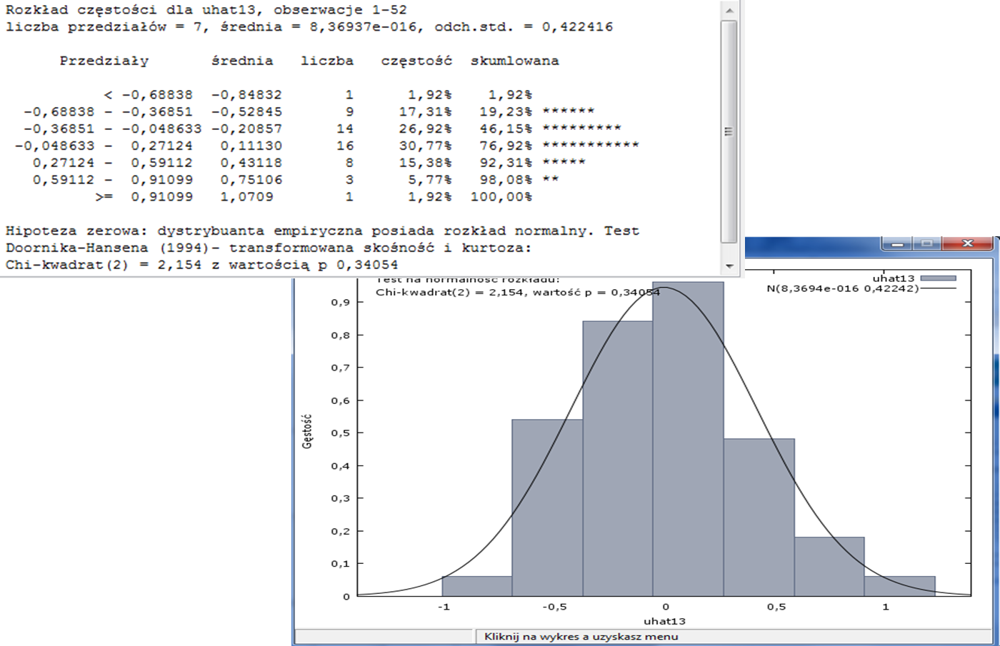 Rozkład częstości dla uhat13, obserwacje 1-52
liczba przedziałów = 7, średnia = 8,36937e-016, odch.std. = 0,422416
Przedziały średnia liczba częstość skumlowana
< -0,68838 -0,84832 1 1,92% 1,92%
-0,68838 - -0,36851 -0,52845 9 17,31% 19,23% ******
-0,36851 - -0,048633 -0,20857 14 26,92% 46,15% *********
-0,048633 - 0,27124 0,11130 16 30,77% 76,92% ***********
0,27124 - 0,59112 0,43118 8 15,38% 92,31% *****
0,59112 - 0,91099 0,75106 3 5,77% 98,08% **
>= 0,91099 1,0709 1 1,92% 100,00%
Hipoteza zerowa: dystrybuanta empiryczna posiada rozkład normalny. Test
Doornika-Hansena (1994)- transformowana skośność i kurtoza:
Chi-kwadrat(2) = 2,154 z wartością p 0,34054
Test na normalność rozkładu:
Chi-kwadrat(2) = 2,154, wartość p = 0,34054
uhat13
N(8,3694e-016 0,42242)
0,9
0,8
0,7
0,6
0,5
0,4
0,3
0,2
0,1
0
Gęstość
-1 -0,5 0 0,5 1
uhat13
Kliknij na wykres a uzyskasz menu